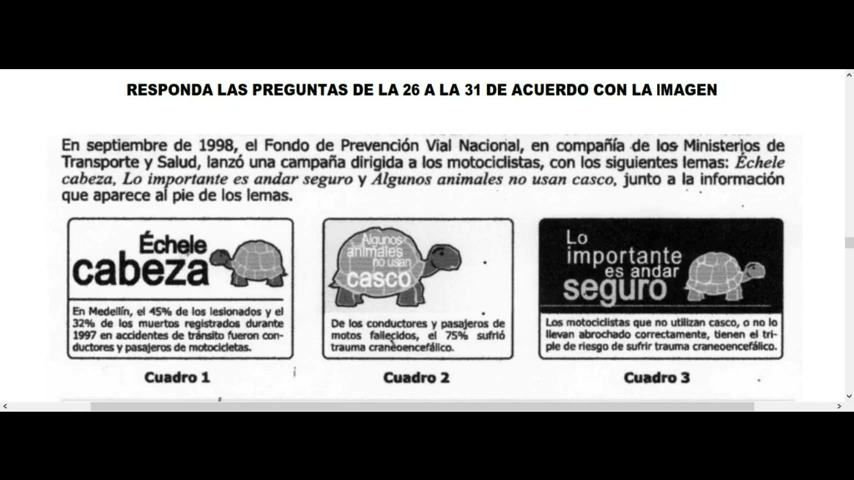 RESPONDA LAS PREGUNTAS DE LA 26 A LA 31 DE ACUERDO CON LA IMAGEN
En septiembre de 1998, el Fondo de Prevención Vial Nacional, en compañía de los Ministerios de
Transporte y Salud, lanzó una campaña dirigida a los motociclistas, con los siguientes lemas: Échele
cabeza, Lo importante es andar seguro y Algunos animales no usan casco, junto a la información
que aparece al pie de los lemas.
Échele
cabeza
En Medellín, el 45% de los lesionados y el
32% de los muertos registrados durante
1997 en accidentes de tránsito fueron con-
ductores y pasajeros de motocicletas.
Cuadro 1
Algunos
animales
no usan
casco
De los conductores y pasajeros de
motos fallecidos, el 75% sufrió
trauma craneoencefálico.
Cuadro 2
Lo
importante
es andar
seguro
Los motociclistas que no utilizan casco, o no lo
llevan abrochado correctamente, tienen el tri-
ple de riesgo de sufrir trauma craneoencefálico.
Cuadro 3